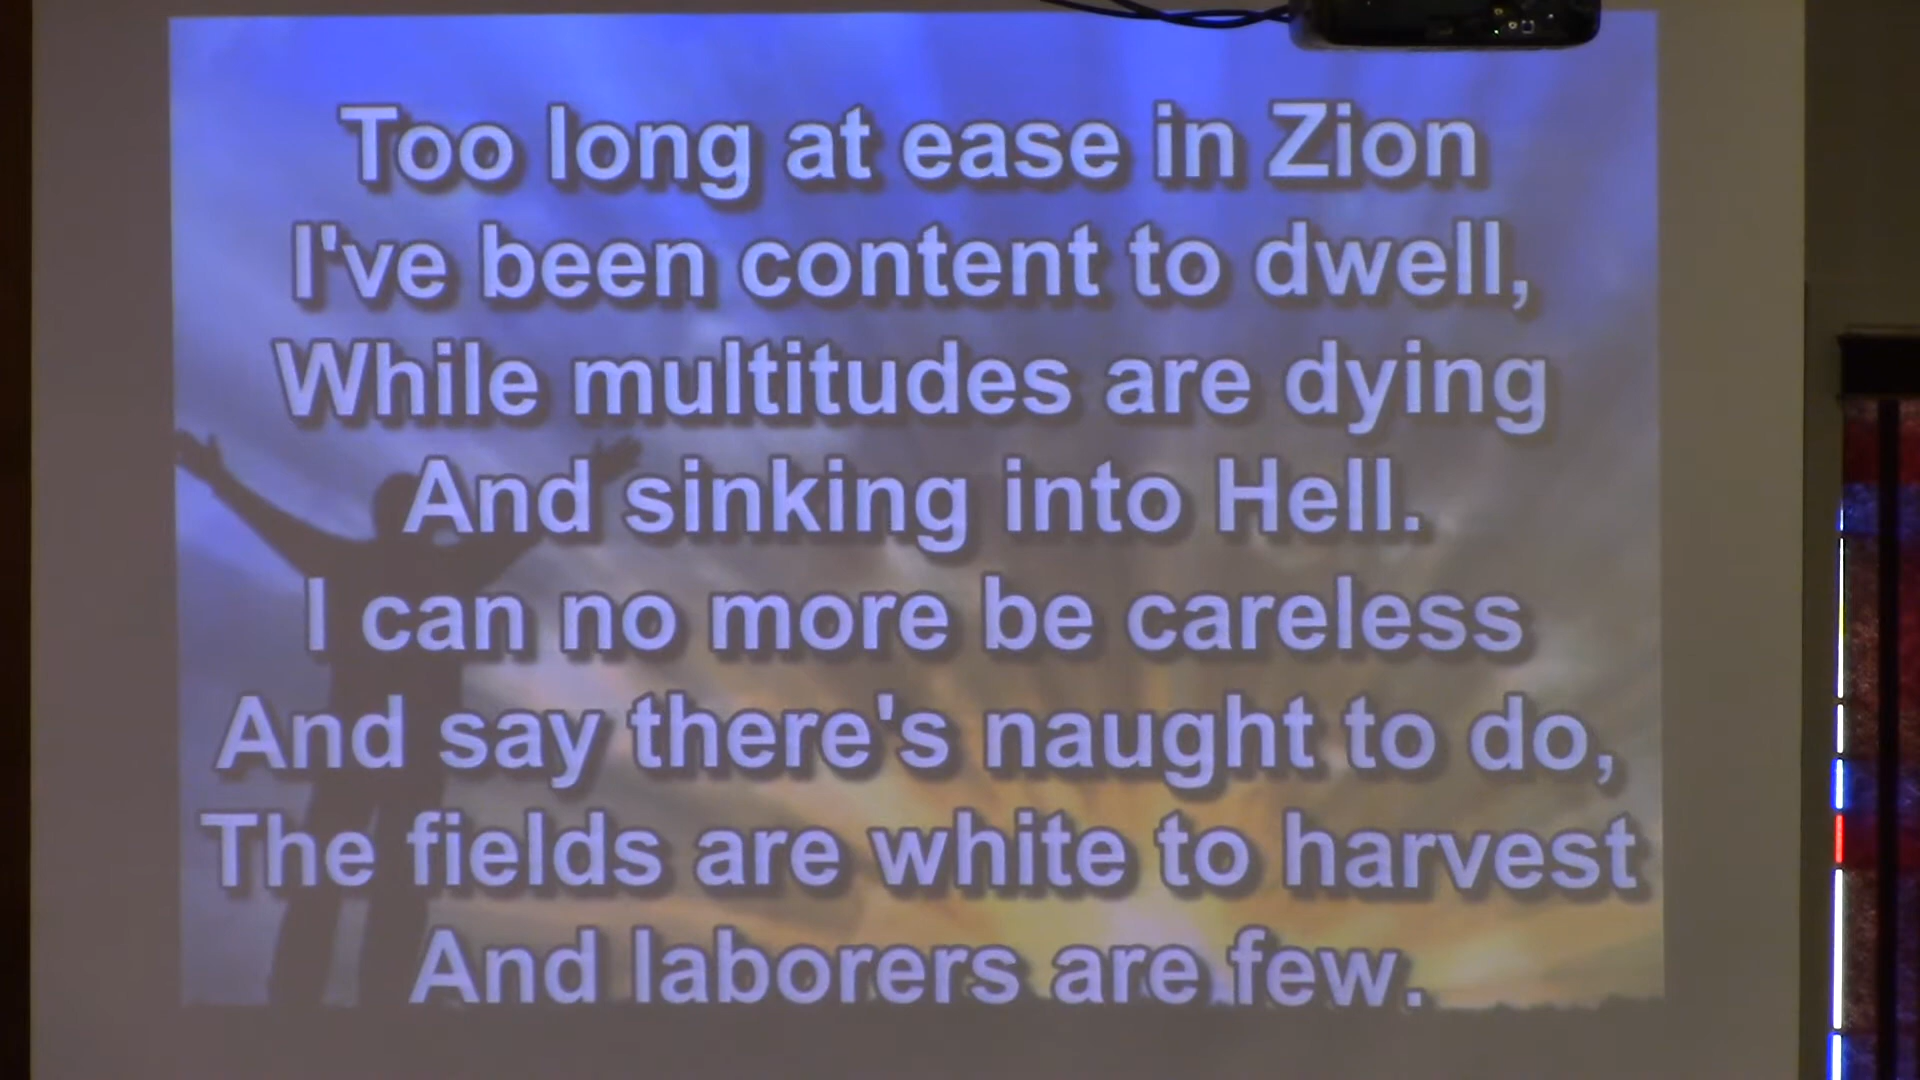 Too long at ease in Zion
I've been content to dwell,
While multitudes are dying
And sinking into Hell.
I can no more be careless
And say there's naught to do,
The fields are white to harvest
And laborers are few.